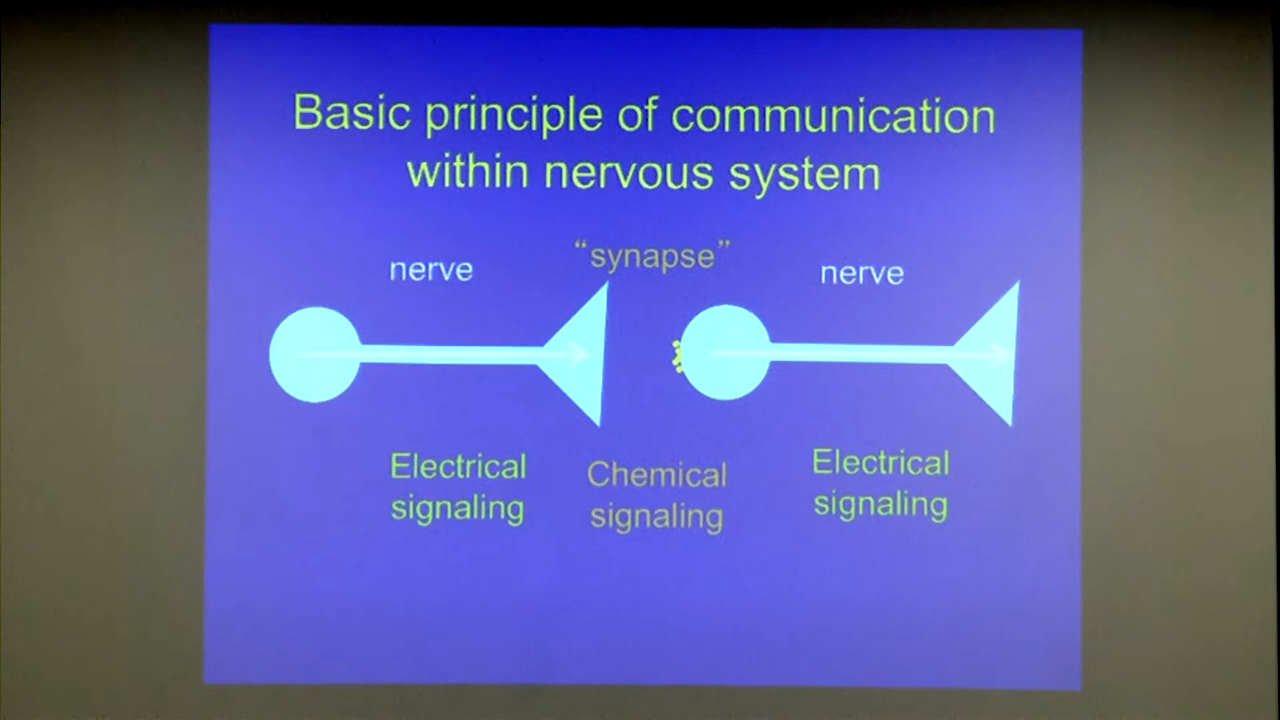 Basic principle of communication
within nervous system
“synapse”
nerve
nerve
Electrical
signaling
Chemical
signaling
Electrical
signaling